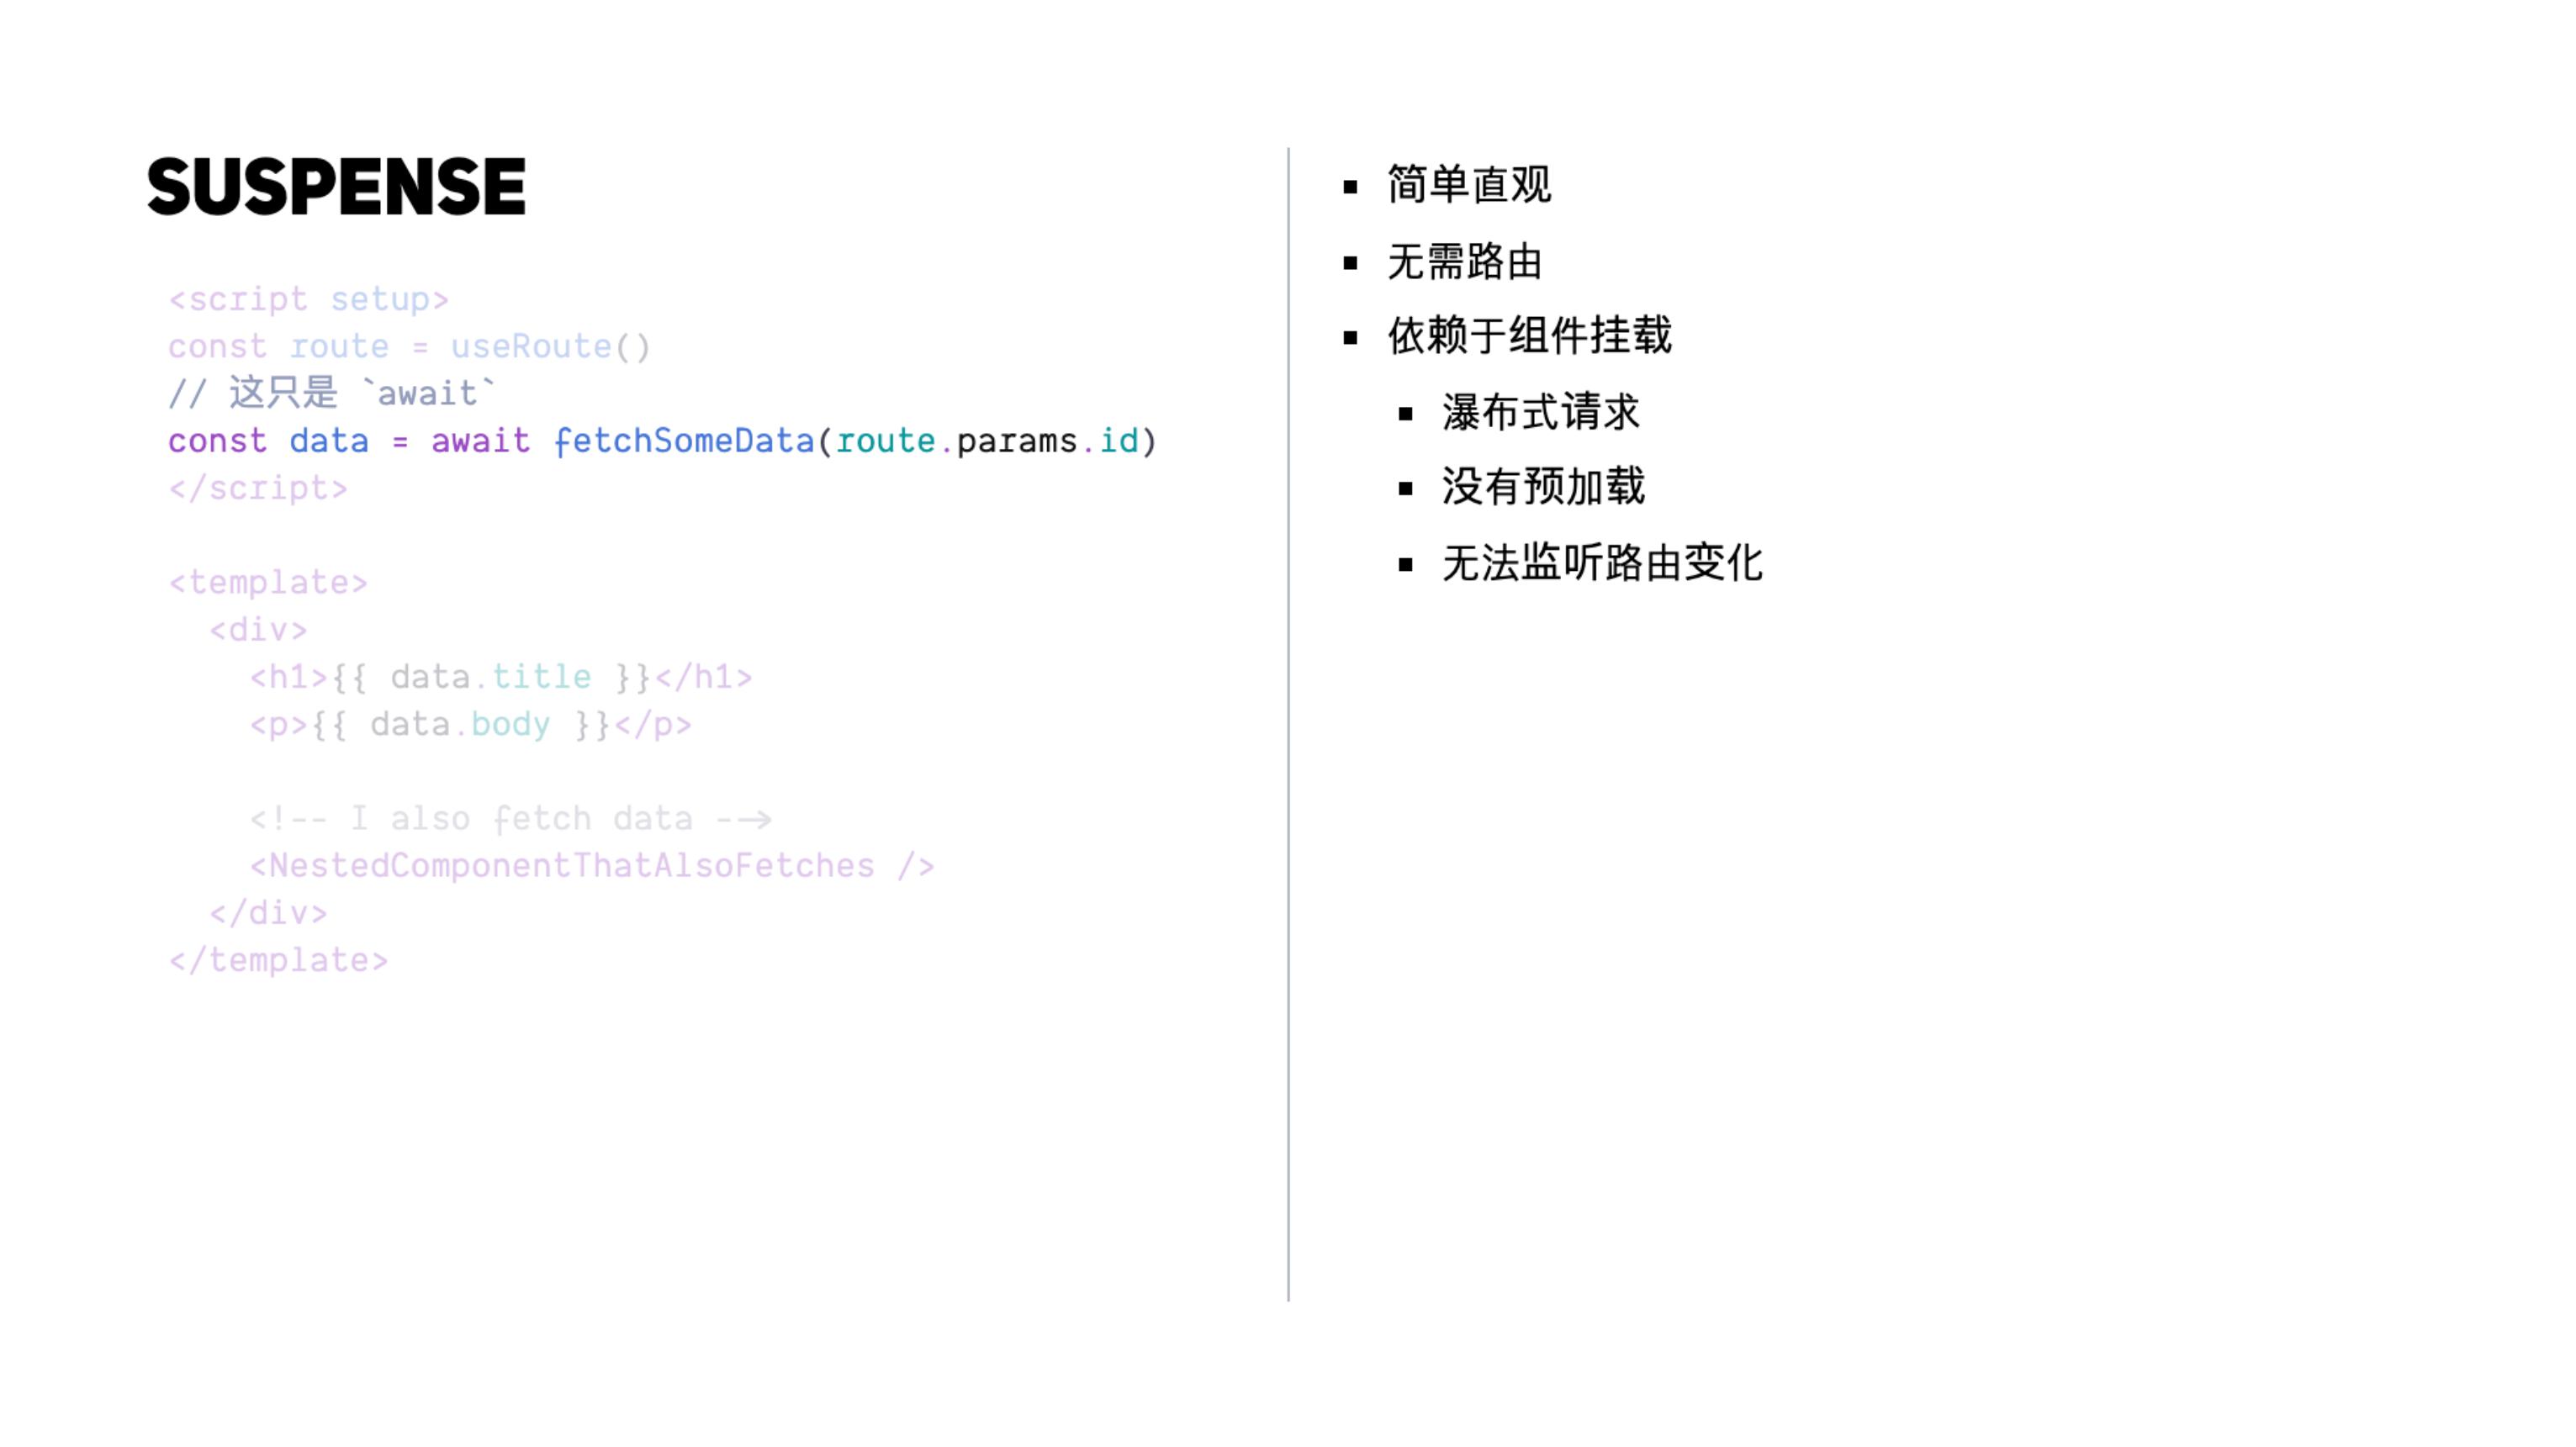 SUSPENSE
<script setup>
const route = useRoute()
// 这只是 `await`
const data = await fetchSomeData(route.params.id)
</script>
<template>
<div>
<h1>{{ data.title }}</h1>
<p>{{ data.body }}</p>
<!-- I also fetch data -->
<NestedComponentThatAlsoFetches />
</div>
</template>
▪ 简单直观
▪ 无需路由
▪ 依赖于组件挂载
▪ 瀑布式请求
▪ 没有预加载
▪ 无法监听路由变化